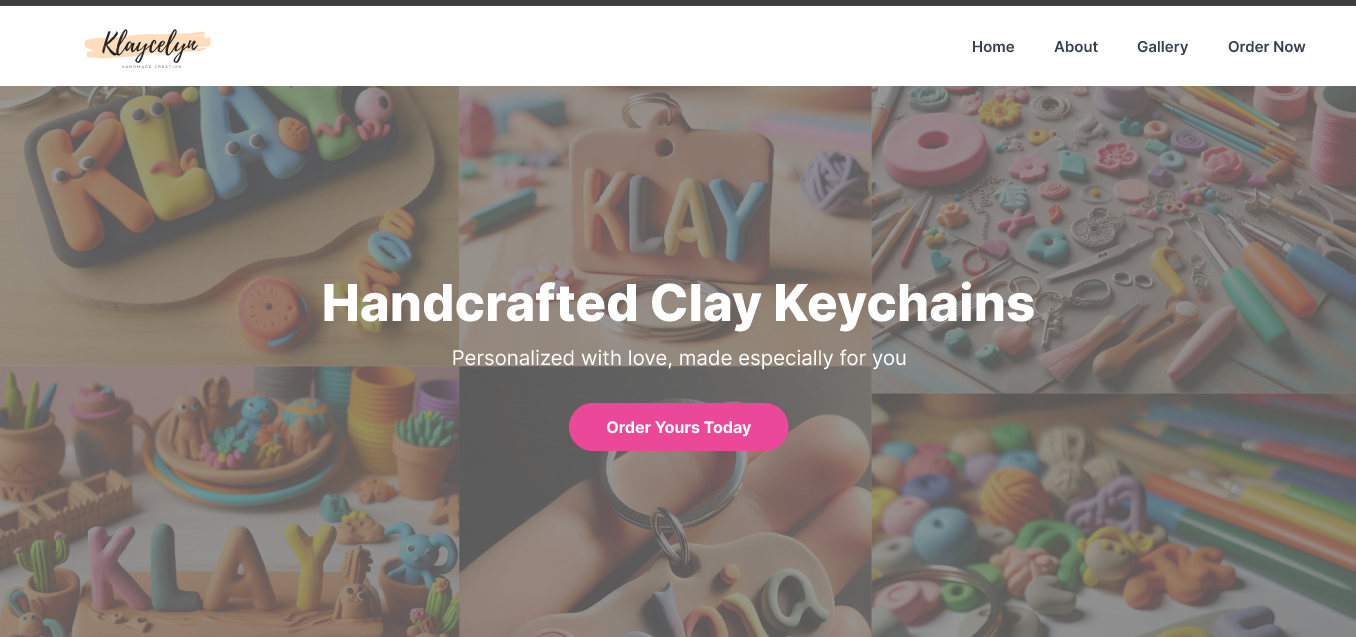 Klaycelyn
HANDMADE CREATION
Home
About
Gallery
Order Now
KLAY
KLAY
Handcrafted Clay Keychains
Personalized with love, made especially for you
Order Yours Today
KLAY